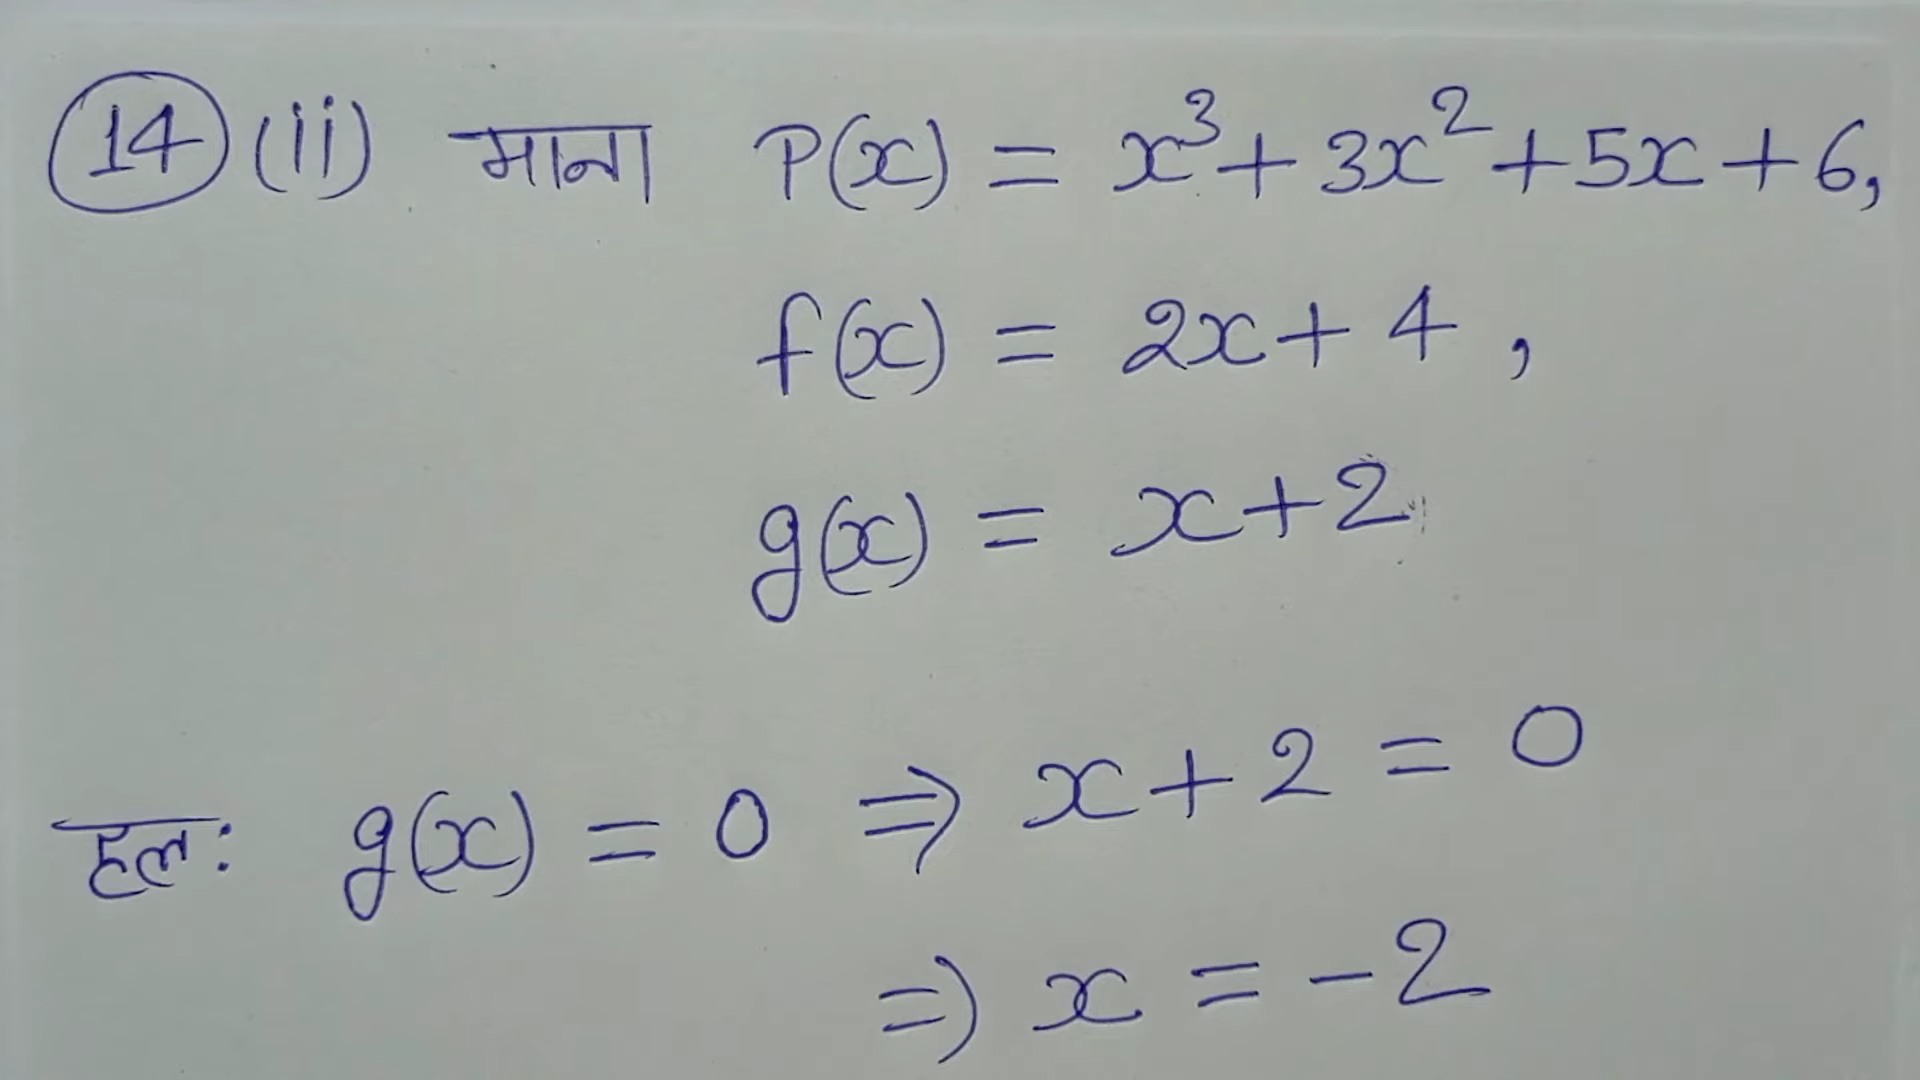 14 (ii) माना P(x) = x³ + 3x² + 5x + 6,
f(x) = 2x + 4 ,
g(x) = x + 2
हल: g(x) = 0 ⇒ x + 2 = 0
⇒ x = -2